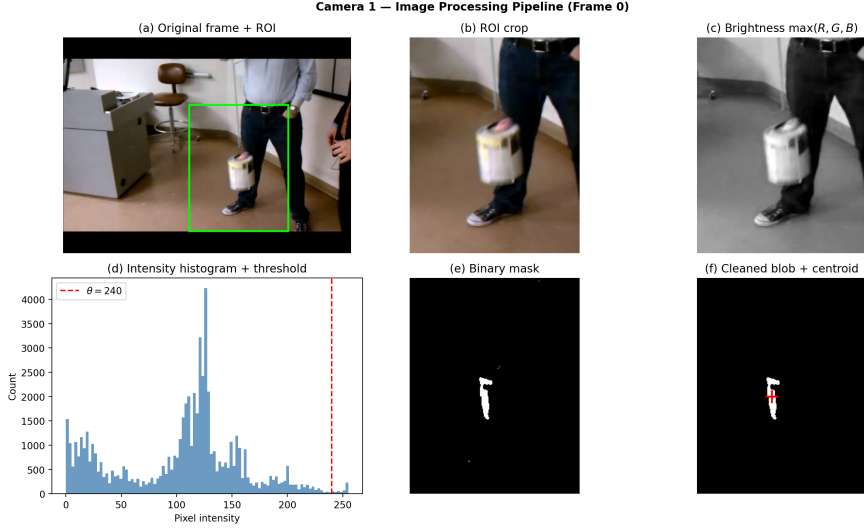 Camera 1 — Image Processing Pipeline (Frame 0)
(a) Original frame + ROI
(b) ROI crop
(c) Brightness max(R, G, B)
(d) Intensity histogram + threshold
(e) Binary mask
(f) Cleaned blob + centroid
θ = 240
4000
3500
3000
2500
2000
1500
1000
500
0
Count
0 50 100 150 200 250
Pixel intensity